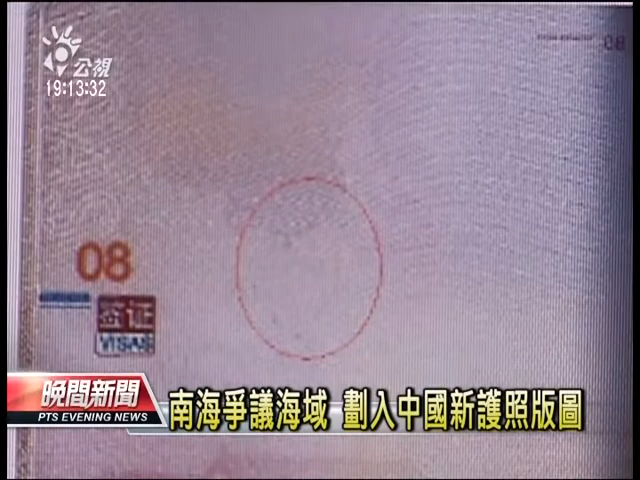 公視
19:13:32
08
08
签证
VISAS
晚間新聞
PTS EVENING NEWS
南海爭議海域 劃入中國新護照版圖